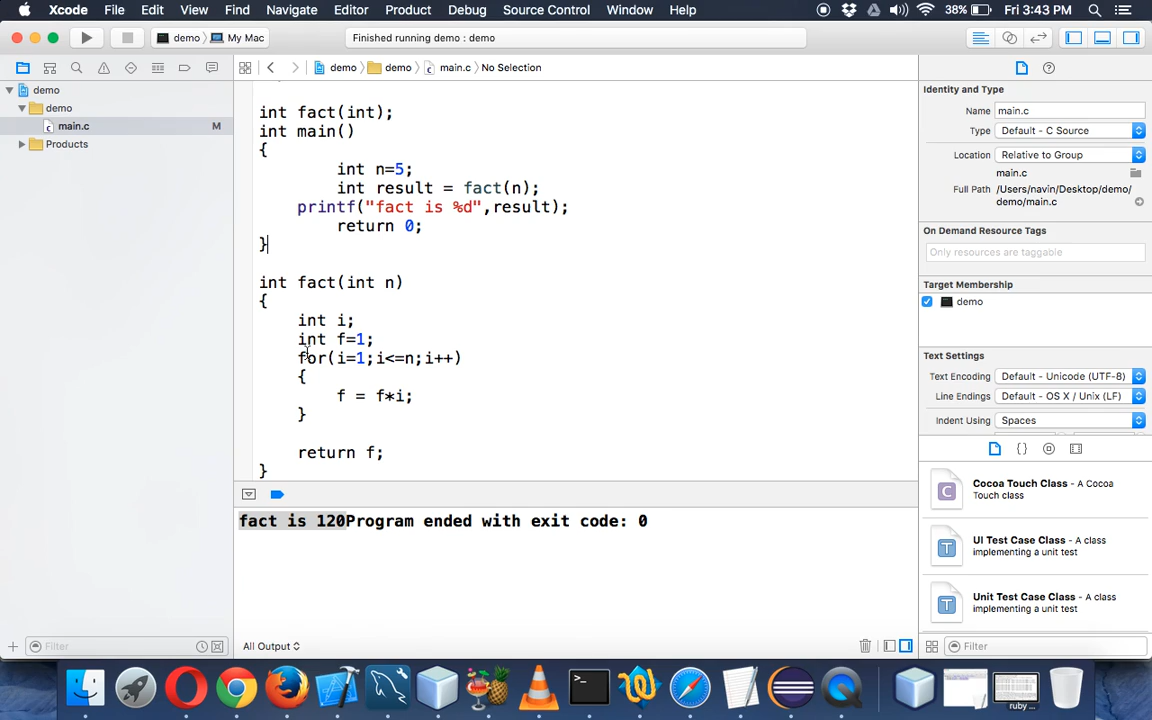 Xcode File Edit View Find Navigate Editor Product Debug Source Control Window Help 38% Fri 3:43 PM
demo My Mac Finished running demo : demo
demo demo main.c No Selection
demo
demo
main.c M
Products
int fact(int);
int main()
{
int n=5;
int result = fact(n);
printf("fact is %d",result);
return 0;
}
int fact(int n)
{
int i;
int f=1;
for(i=1;i<=n;i++)
{
f = f*i;
}
return f;
}
fact is 120Program ended with exit code: 0
All Output
Filter
Identity and Type
Name main.c
Type Default - C Source
Location Relative to Group
main.c
Full Path /Users/navin/Desktop/demo/
demo/main.c
On Demand Resource Tags
Only resources are taggable
Target Membership
demo
Text Settings
Text Encoding Default - Unicode (UTF-8)
Line Endings Default - OS X / Unix (LF)
Indent Using Spaces
Cocoa Touch Class - A Cocoa
Touch class
UI Test Case Class - A class
implementing a unit test
Unit Test Case Class - A class
implementing a unit test
Filter
ruby